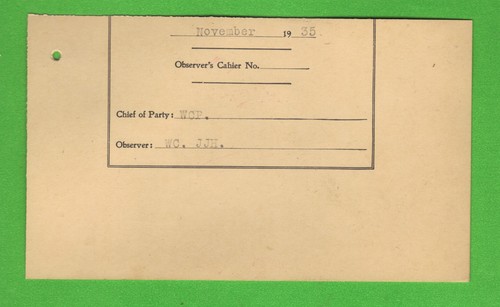 November 1935
Observer's Cahier No.
Chief of Party: WCP.
Observer: WC. JJH.